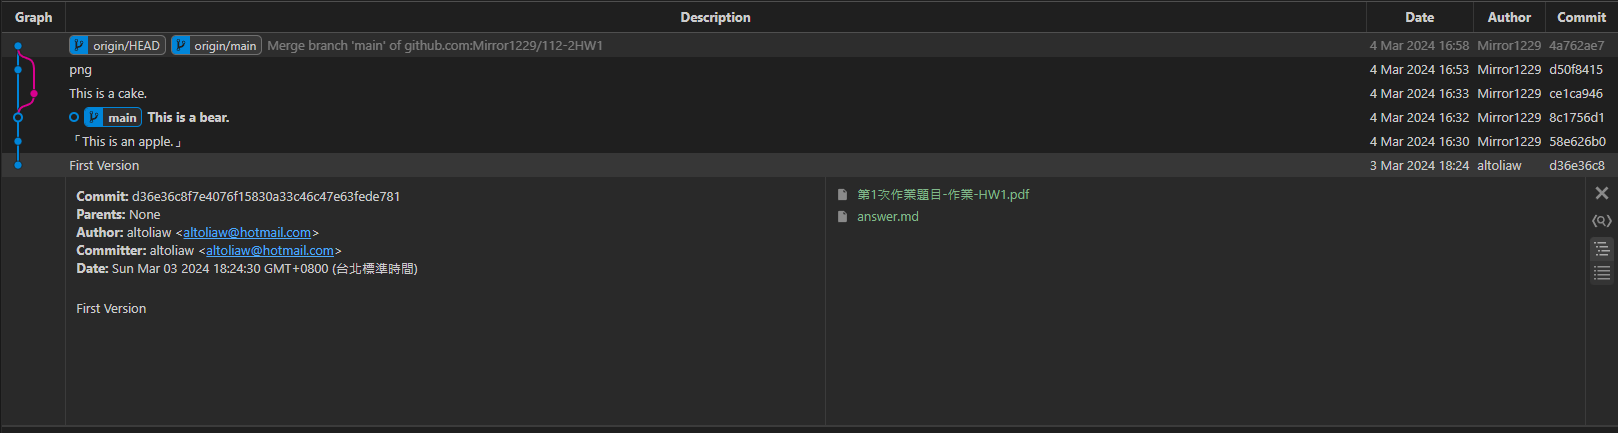 Graph Description Date Author Commit
origin/HEAD origin/main Merge branch 'main' of github.com:Mirror1229/112-2HW1 4 Mar 2024 16:58 Mirror1229 4a762ae7
png 4 Mar 2024 16:53 Mirror1229 d50f8415
This is a cake. 4 Mar 2024 16:33 Mirror1229 ce1ca946
main This is a bear. 4 Mar 2024 16:32 Mirror1229 8c1756d1
「This is an apple.」 4 Mar 2024 16:30 Mirror1229 58e626b0
First Version 3 Mar 2024 18:24 altoliaw d36e36c8
Commit: d36e36c8f7e4076f15830a33c46c47e63fede781
Parents: None
Author: altoliaw <altoliaw@hotmail.com>
Committer: altoliaw <altoliaw@hotmail.com>
Date: Sun Mar 03 2024 18:24:30 GMT+0800 (台北標準時間)
First Version
第1次作業題目-作業-HW1.pdf
answer.md